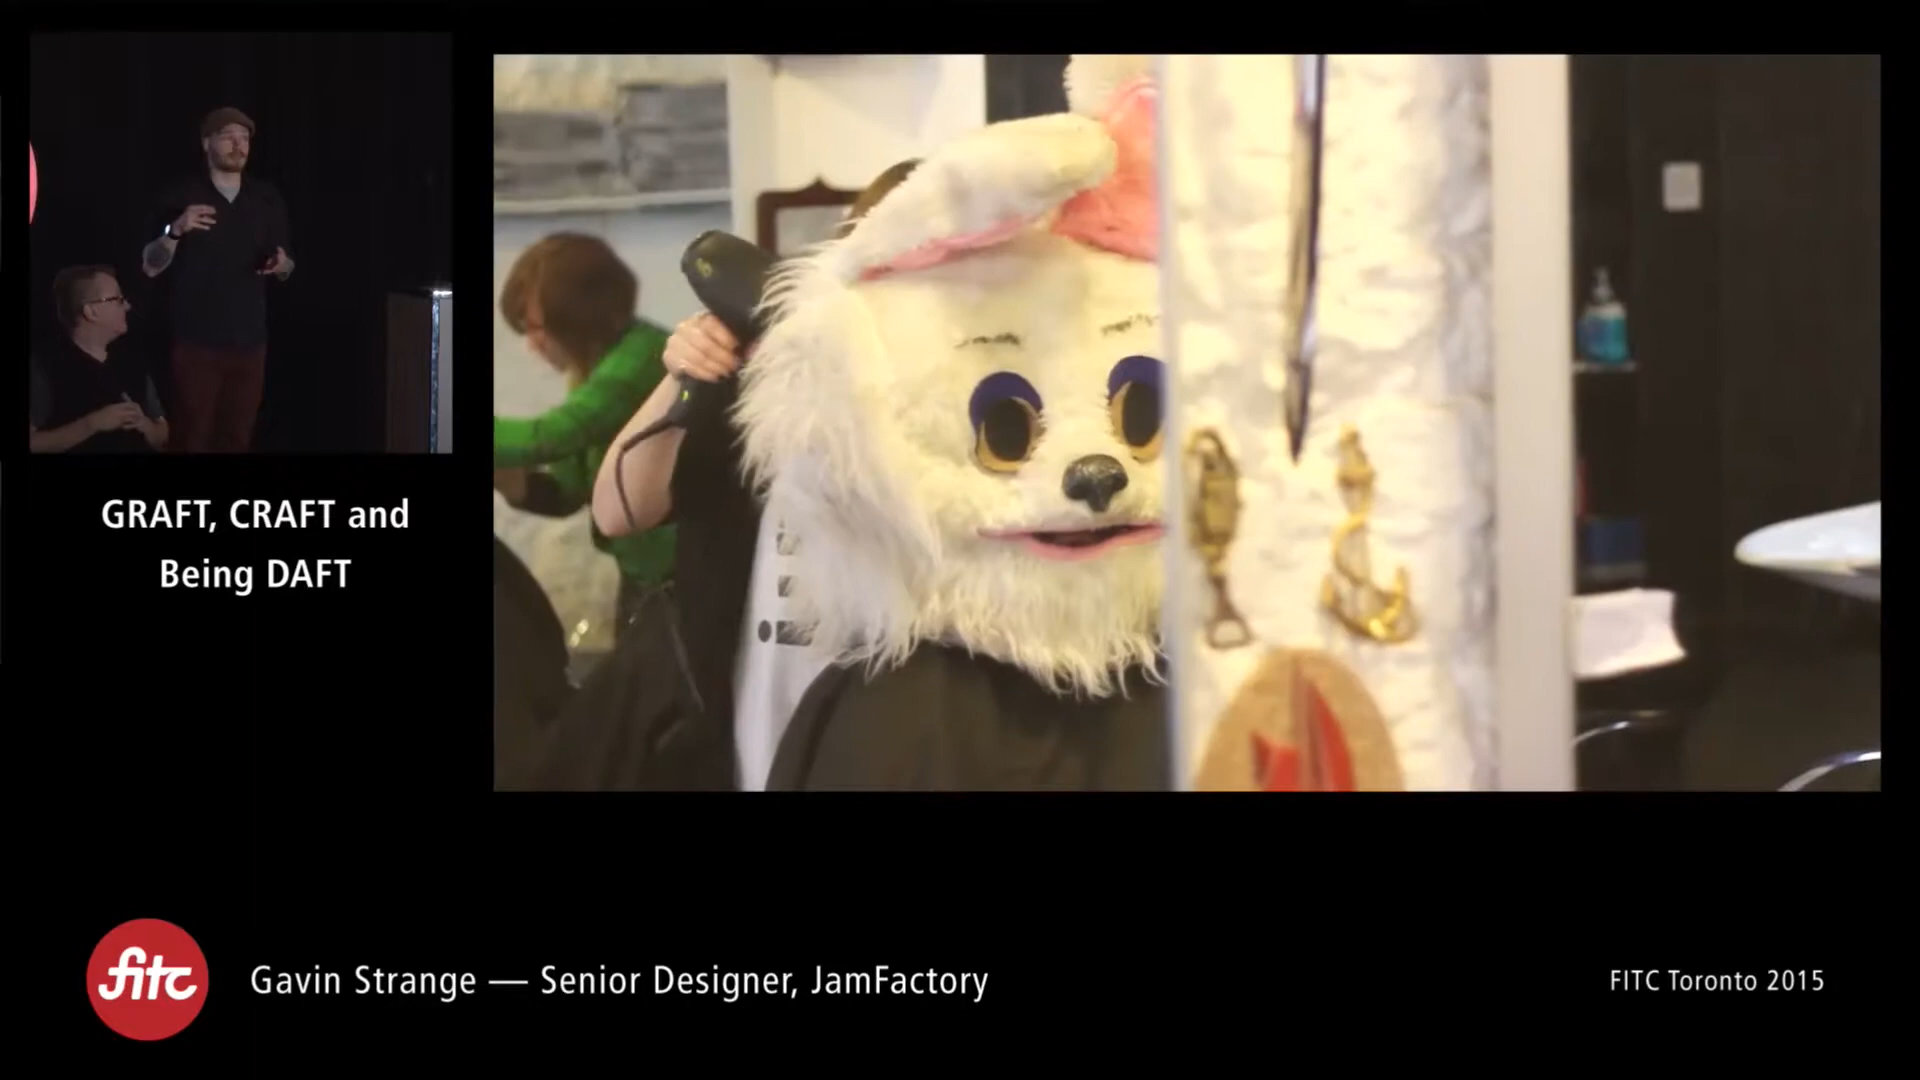 GRAFT, CRAFT and
Being DAFT
fitc
Gavin Strange — Senior Designer, JamFactory
FITC Toronto 2015